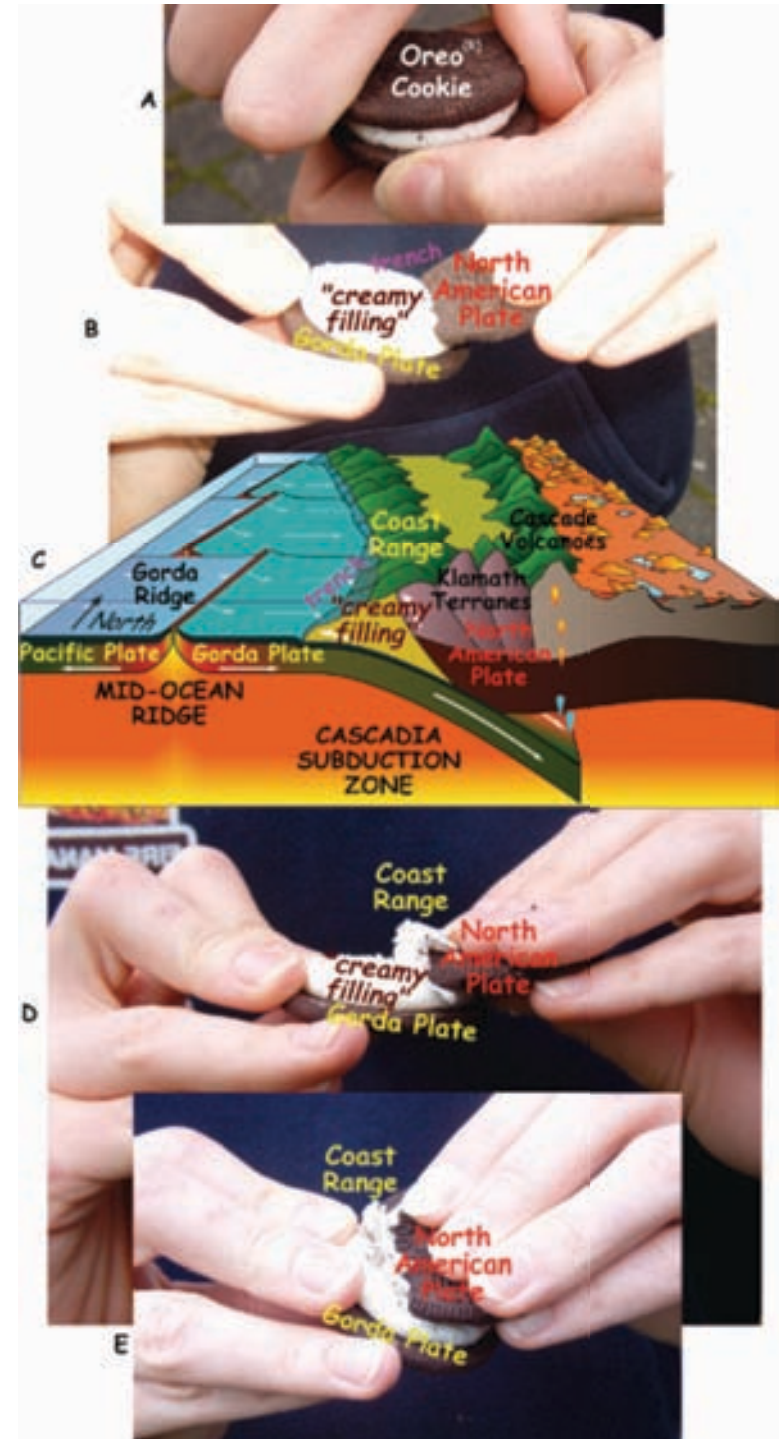 A
Oreo(R)
Cookie
B
trench
North
American
Plate
"creamy
filling"
Gorda Plate
C
Coast
Range
Cascade
Volcanoes
Gorda
Ridge
North
trench
Klamath
Terranes
"creamy
filling
North
American
Plate
Pacific Plate
Gorda Plate
MID-OCEAN
RIDGE
CASCADIA
SUBDUCTION
ZONE
D
Coast
Range
North
American
Plate
"creamy
filling"
Gorda Plate
E
Coast
Range
North
American
Plate
Gorda Plate